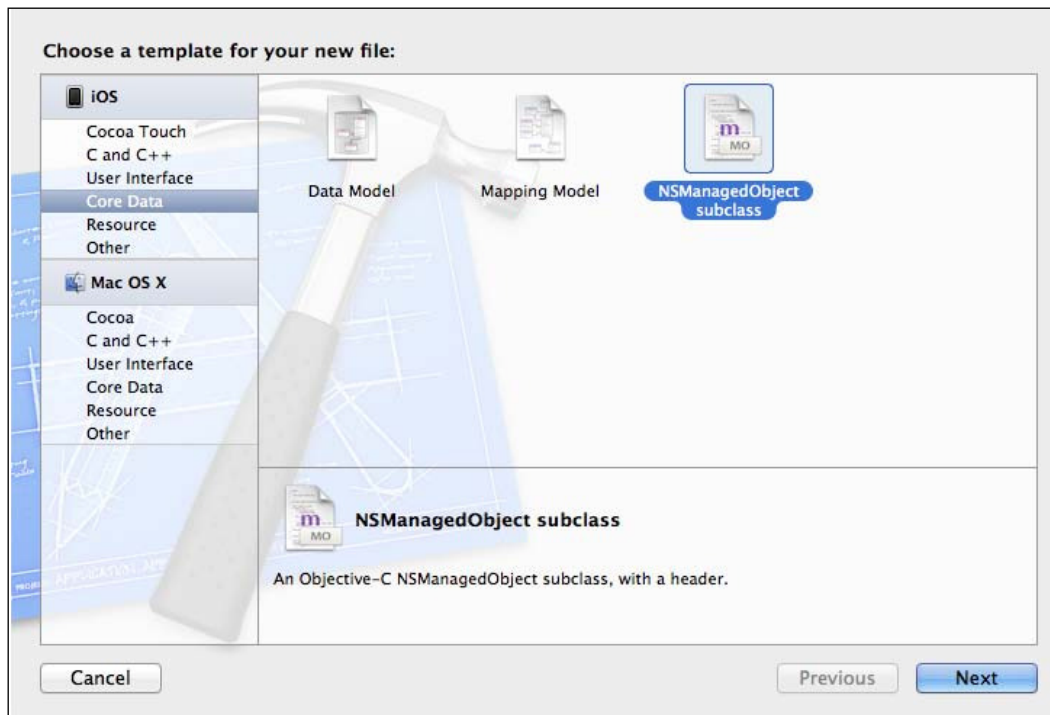 Choose a template for your new file:
iOS
Cocoa Touch
C and C++
User Interface
Core Data
Resource
Other
Mac OS X
Cocoa
C and C++
User Interface
Core Data
Resource
Other
Data Model
Mapping Model
m
MO
NSManagedObject
subclass
m
MO
NSManagedObject subclass
An Objective-C NSManagedObject subclass, with a header.
Cancel
Previous
Next